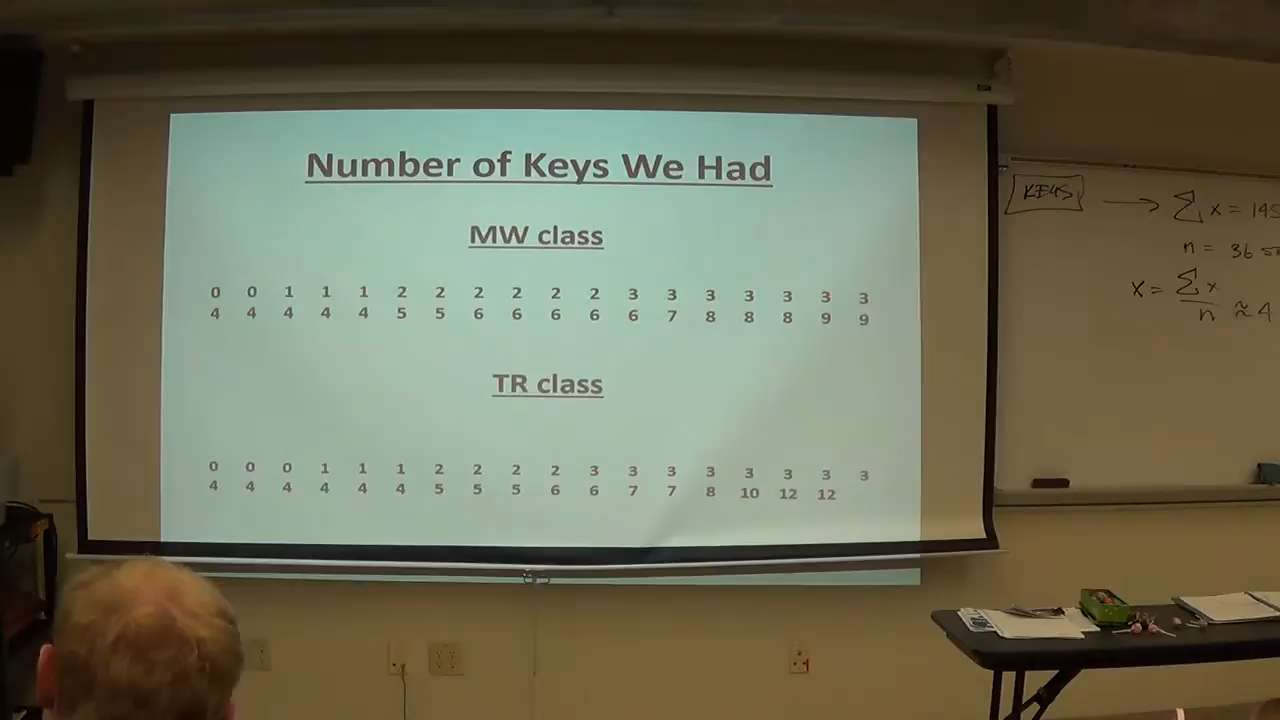 Number of Keys We Had
MW class
0 0 1 1 1 2 2 2 2 2 2 3 3 3 3 3 3 3
4 4 4 4 4 5 5 6 6 6 6 6 7 8 8 8 9 9
TR class
0 0 0 1 1 1 2 2 2 2 3 3 3 3 3 3 3 3
4 4 4 4 4 4 5 5 5 6 6 7 7 8 10 12 12
KEYS → ∑ x = 145
n = 36
x = ∑ x
n ≈ 4